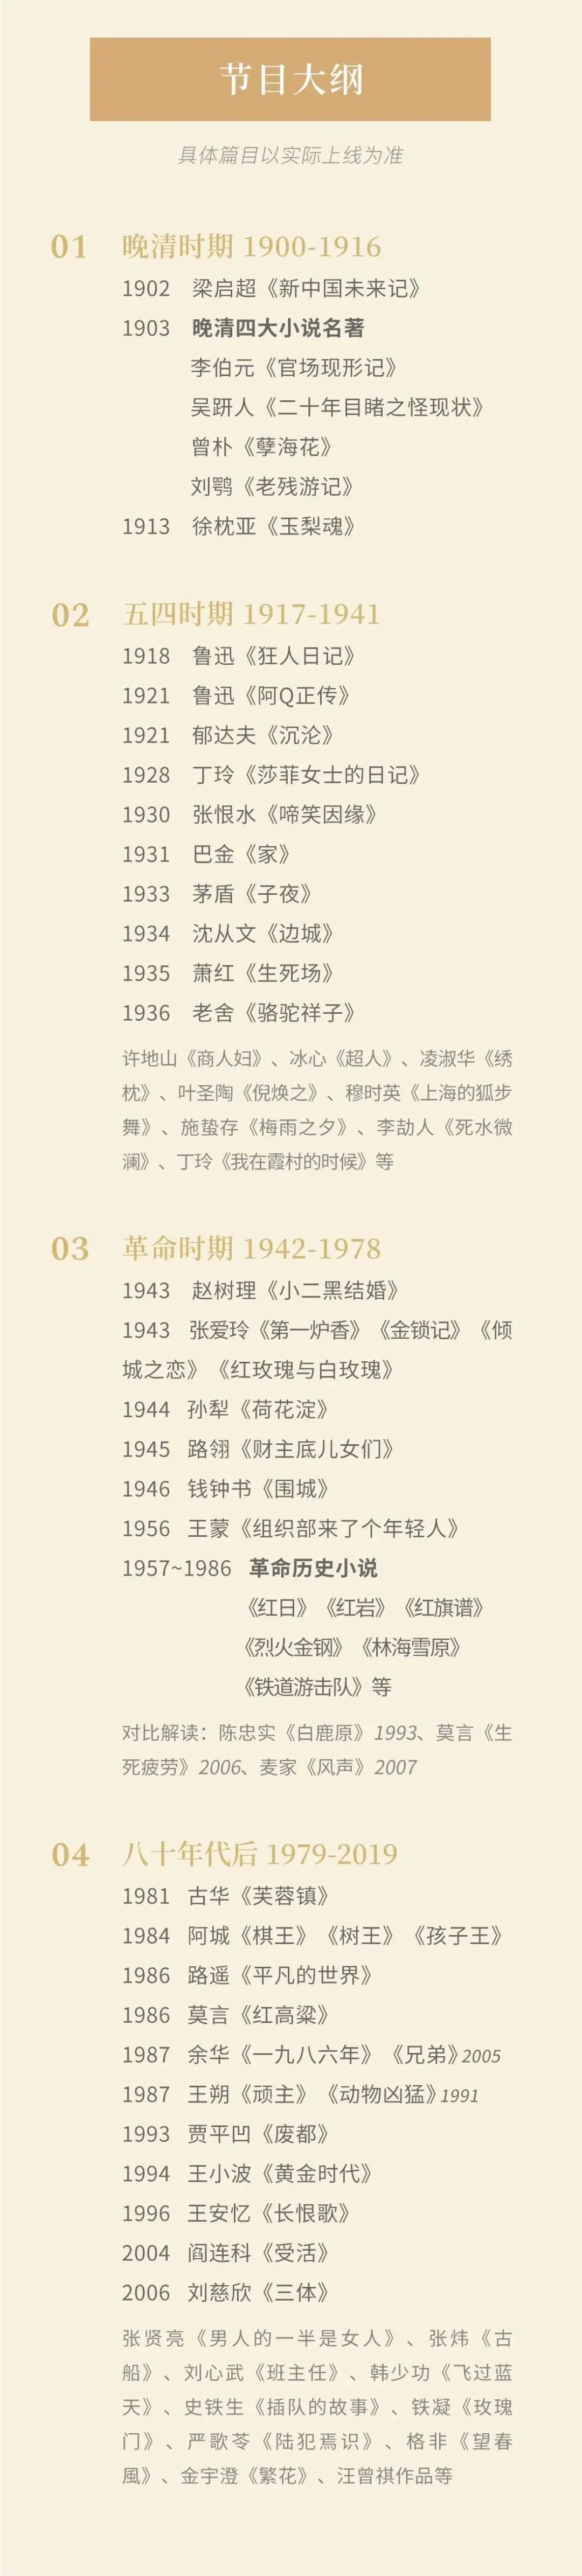 节目大纲
具体篇目以实际上线为准
01 晚清时期 1900-1916
1902 梁启超《新中国未来记》
1903 晚清四大小说名著
李伯元《官场现形记》
吴趼人《二十年目睹之怪现状》
曾朴《孽海花》
刘鹗《老残游记》
1913 徐枕亚《玉梨魂》
02 五四时期 1917-1941
1918 鲁迅《狂人日记》
1921 鲁迅《阿Q正传》
1921 郁达夫《沉沦》
1928 丁玲《莎菲女士的日记》
1930 张恨水《啼笑因缘》
1931 巴金《家》
1933 茅盾《子夜》
1934 沈从文《边城》
1935 萧红《生死场》
1936 老舍《骆驼祥子》
许地山《商人妇》、冰心《超人》、凌淑华《绣
枕》、叶圣陶《倪焕之》、穆时英《上海的狐步
舞》、施蛰存《梅雨之夕》、李劼人《死水微
澜》、丁玲《我在霞村的时候》等
03 革命时期 1942-1978
1943 赵树理《小二黑结婚》
1943 张爱玲《第一炉香》《金锁记》《倾
城之恋》《红玫瑰与白玫瑰》
1944 孙犁《荷花淀》
1945 路翎《财主底儿女们》
1946 钱钟书《围城》
1956 王蒙《组织部来了个年轻人》
1957~1986 革命历史小说
《红日》《红岩》《红旗谱》
《烈火金钢》《林海雪原》
《铁道游击队》等
对比解读：陈忠实《白鹿原》1993、莫言《生
死疲劳》2006、麦家《风声》2007
04 八十年代后 1979-2019
1981 古华《芙蓉镇》
1984 阿城《棋王》《树王》《孩子王》
1986 路遥《平凡的世界》
1986 莫言《红高粱》
1987 余华《一九八六年》《兄弟》2005
1987 王朔《顽主》《动物凶猛》1991
1993 贾平凹《废都》
1994 王小波《黄金时代》
1996 王安忆《长恨歌》
2004 阎连科《受活》
2006 刘慈欣《三体》
张贤亮《男人的一半是女人》、张炜《古
船》、刘心武《班主任》、韩少功《飞过蓝
天》、史铁生《插队的故事》、铁凝《玫瑰
门》、严歌苓《陆犯焉识》、格非《望春
風》、金宇澄《繁花》、汪曾祺作品等